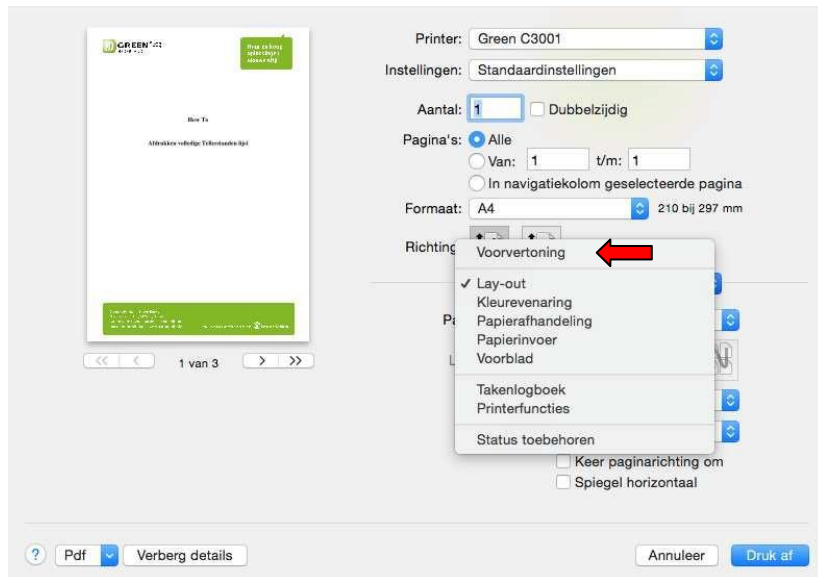 GREEN
How To
Afdrukken volledige Tellerstanden lijst
1 van 3
Printer: Green C3001
Instellingen: Standaardinstellingen
Aantal: 1 Dubbelzijdig
Pagina's: Alle
Van: 1 t/m: 1
In navigatiekolom geselecteerde pagina
Formaat: A4 210 bij 297 mm
Richting
Voorvertoning
✓ Lay-out
Kleurevenaring
Papierafhandeling
Papierinvoer
Voorblad
Takenlogboek
Printerfuncties
Status toebehoren
Keer paginarichting om
Spiegel horizontaal
? Pdf Verberg details Annuleer Druk af